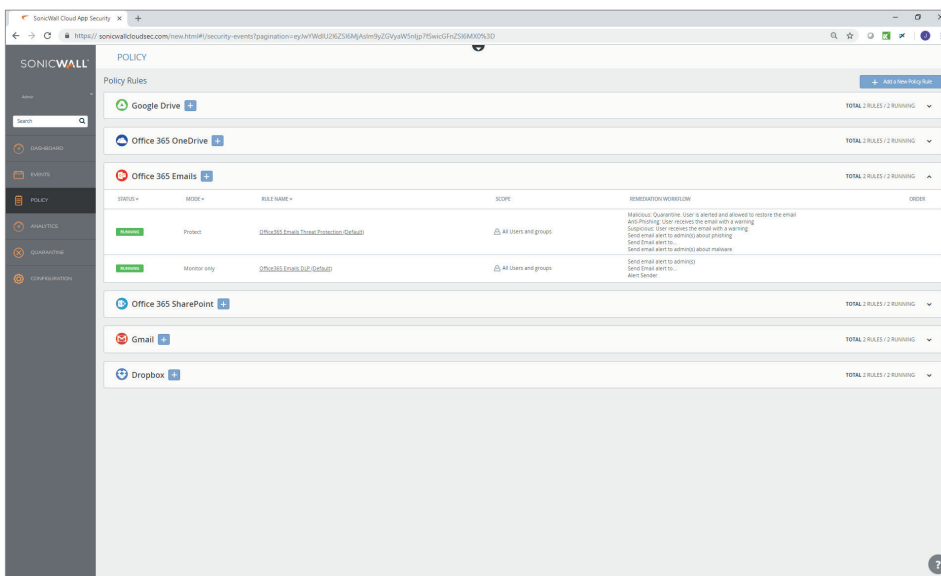 SonicWall Cloud App Security
https://sonicwallcloudsec.com/new.html#!/security-events?pagination=
SONICWALL
POLICY
Admin
Search
DASHBOARD
EVENTS
POLICY
ANALYTICS
QUARANTINE
CONFIGURATION
Policy Rules
+ Add a New Policy Rule
Google Drive +
TOTAL 2 RULES / 2 RUNNING
Office 365 OneDrive +
TOTAL 2 RULES / 2 RUNNING
Office 365 Emails +
TOTAL 2 RULES / 2 RUNNING
STATUS MODE RULE NAME SCOPE REMEDIATION WORKFLOW ORDER
RUNNING Protect Office365 Emails Threat Protection (Default) All Users and groups
Malicious: Quarantine. User is alerted and allowed to restore the email
Anti-Phishing: User receives the email with a warning
Suspicious: User receives the email with a warning
Send email alert to admin(s) about phishing
Send Email alert to...
Send email alert to admin(s) about malware
RUNNING Monitor only Office365 Emails DLP (Default) All Users and groups
Send email alert to admin(s)
Send Email alert to...
Alert Sender
Office 365 SharePoint +
TOTAL 2 RULES / 2 RUNNING
Gmail +
TOTAL 2 RULES / 2 RUNNING
Dropbox +
TOTAL 2 RULES / 2 RUNNING
?